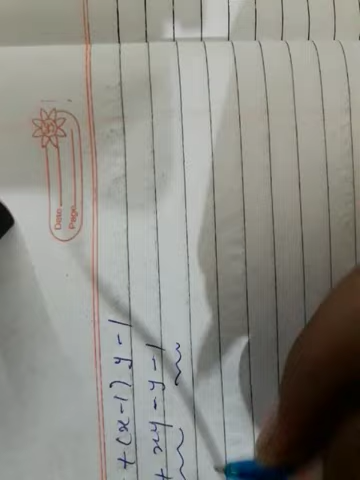 Date
Page
+ (x-1) y - 1
+ xy - y - 1